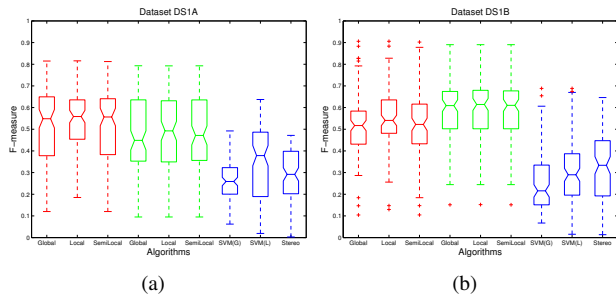 Dataset DS1A
F-measure
1
0.9
0.8
0.7
0.6
0.5
0.4
0.3
0.2
0.1
0
Global Local SemiLocal Global Local SemiLocal SVM(G) SVM(L) Stereo
Algorithms
(a)
Dataset DS1B
F-measure
1
0.9
0.8
0.7
0.6
0.5
0.4
0.3
0.2
0.1
0
Global Local SemiLocal Global Local SemiLocal SVM(G) SVM(L) Stereo
Algorithms
(b)